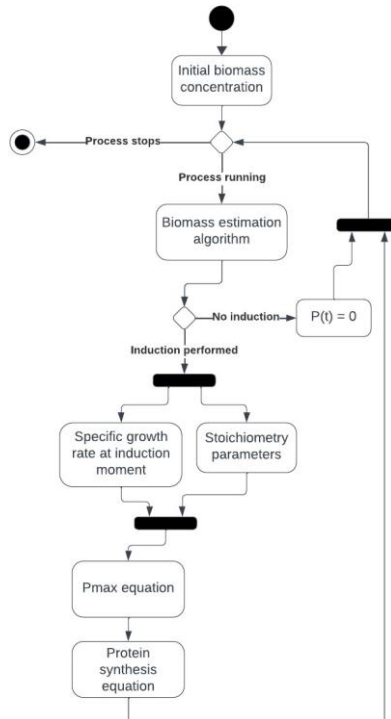 Initial biomass
concentration
Process stops
Process running
Biomass estimation
algorithm
No induction
P(t) = 0
Induction performed
Specific growth
rate at induction
moment
Stoichiometry
parameters
Pmax equation
Protein
synthesis
equation